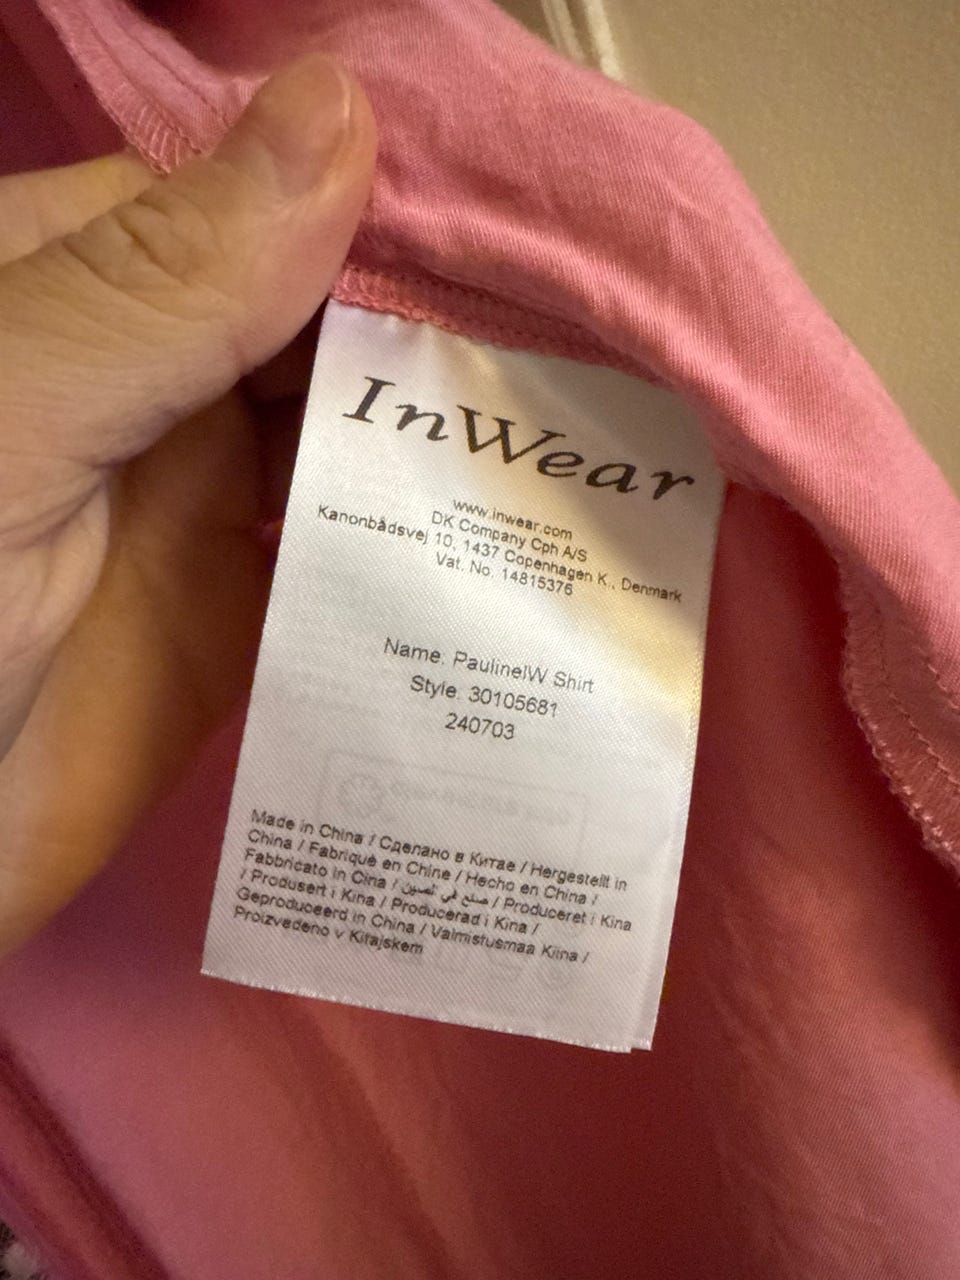 InWear
www.inwear.com
DK Company Cph A/S
Kanonbådsvej 10, 1437 Copenhagen K., Denmark
Vat. No. 14815376
Name. PaulineIW Shirt
Style. 30105681
240703
Made in China / Сделано в Китае / Hergestellt in
China / Fabriqué en Chine / Hecho en China /
Fabbricato in Cina / صنع في الصين / Produceret i Kina
/ Produsert i Kina / Producerad i Kina /
Geproduceerd in China / Valmistusmaa Kiina /
Proizvedeno v Kitajskem